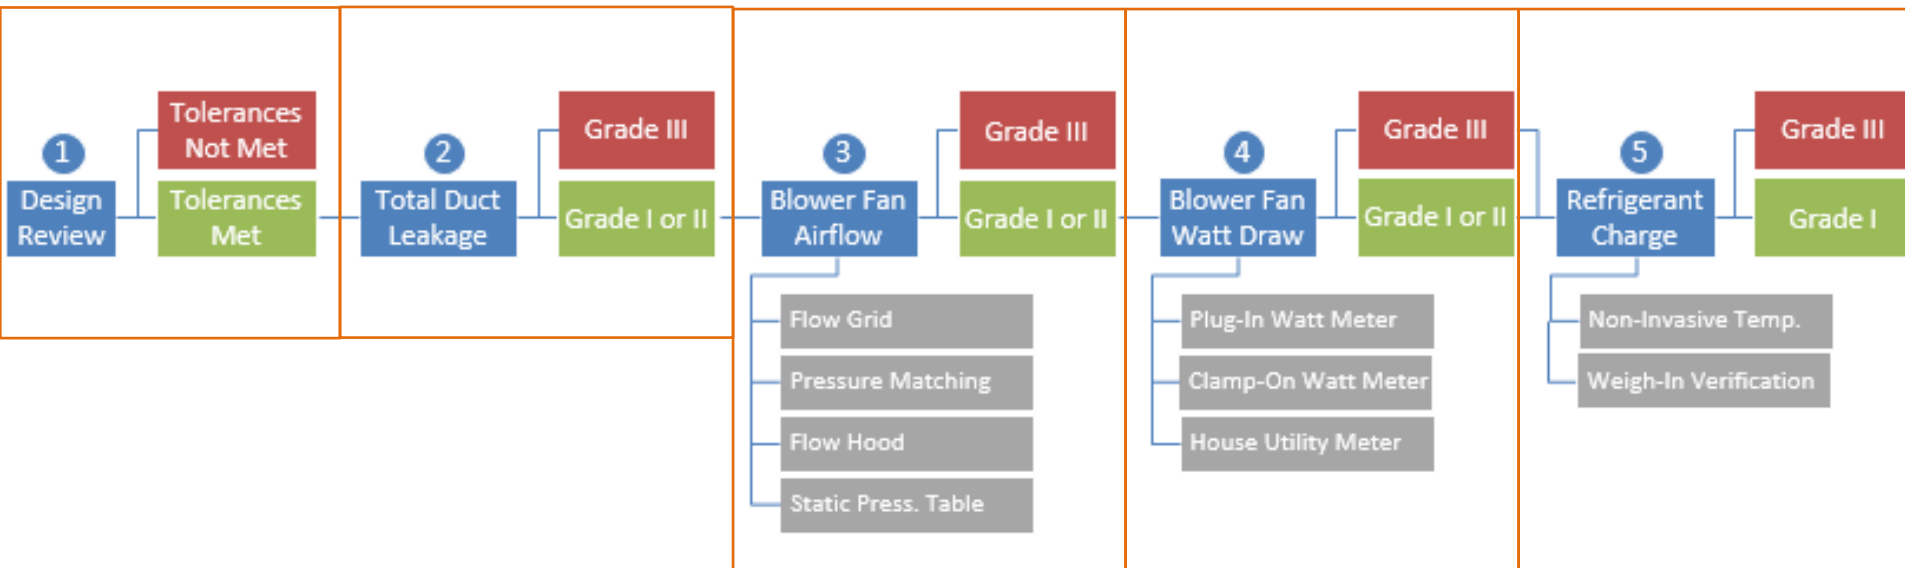 1
Design
Review
Tolerances
Not Met
Tolerances
Met
2
Total Duct
Leakage
Grade III
Grade I or II
3
Blower Fan
Airflow
Grade III
Grade I or II
Flow Grid
Pressure Matching
Flow Hood
Static Press. Table
4
Blower Fan
Watt Draw
Grade III
Grade I or II
Plug-In Watt Meter
Clamp-On Watt Meter
House Utility Meter
5
Refrigerant
Charge
Grade III
Grade I
Non-Invasive Temp.
Weigh-In Verification